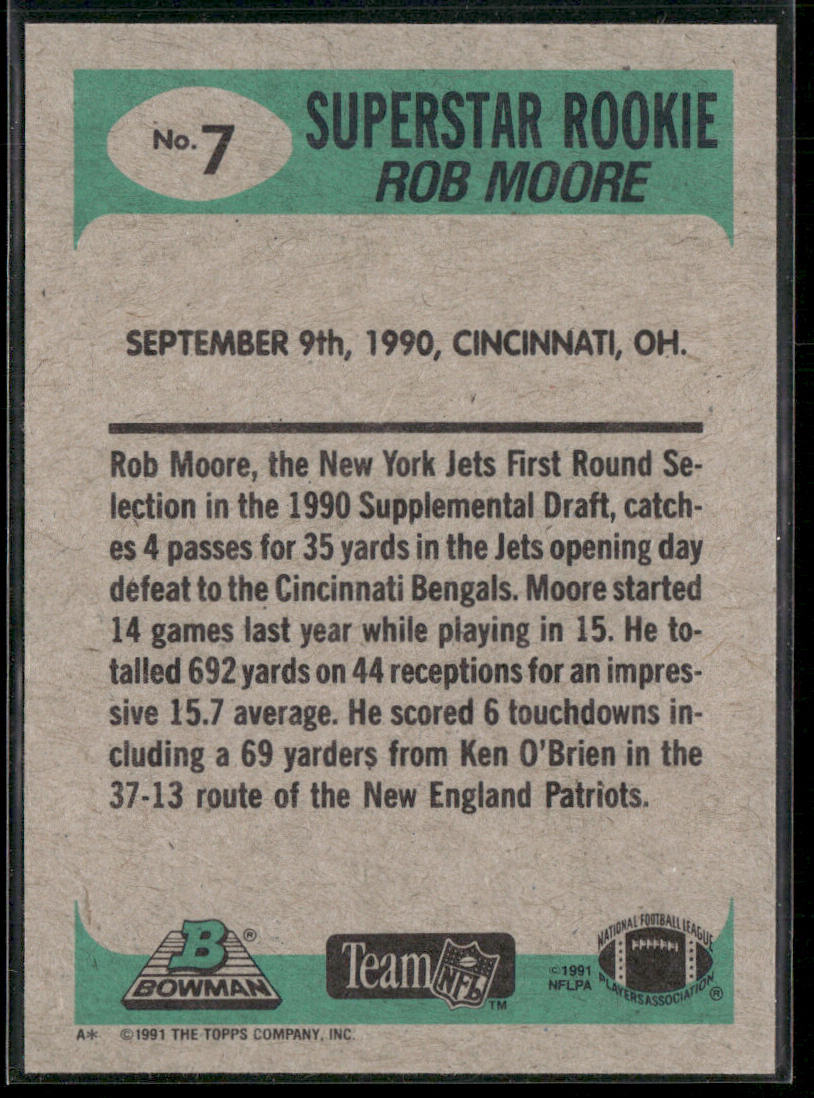 No. 7
SUPERSTAR ROOKIE
ROB MOORE
SEPTEMBER 9th, 1990, CINCINNATI, OH.
Rob Moore, the New York Jets First Round Se-
lection in the 1990 Supplemental Draft, catch-
es 4 passes for 35 yards in the Jets opening day
defeat to the Cincinnati Bengals. Moore started
14 games last year while playing in 15. He to-
talled 692 yards on 44 receptions for an impres-
sive 15.7 average. He scored 6 touchdowns in-
cluding a 69 yarders from Ken O'Brien in the
37-13 route of the New England Patriots.
B®
BOWMAN
Team NFL™
©1991
NFLPA
NATIONAL FOOTBALL LEAGUE
PLAYERS ASSOCIATION®
A* ©1991 THE TOPPS COMPANY, INC.